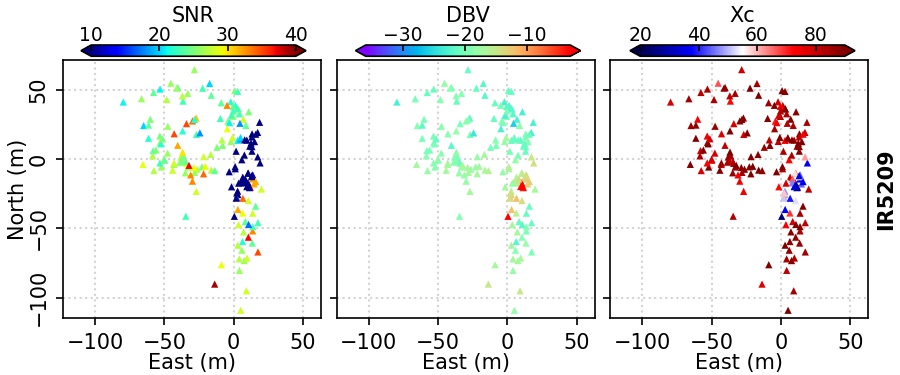 SNR DBV Xc
10 20 30 40 −30 −20 −10 20 40 60 80
50
0
−50
−100
North (m)
−100 −50 0 50 −100 −50 0 50 −100 −50 0 50
East (m) East (m) East (m)
IR5209